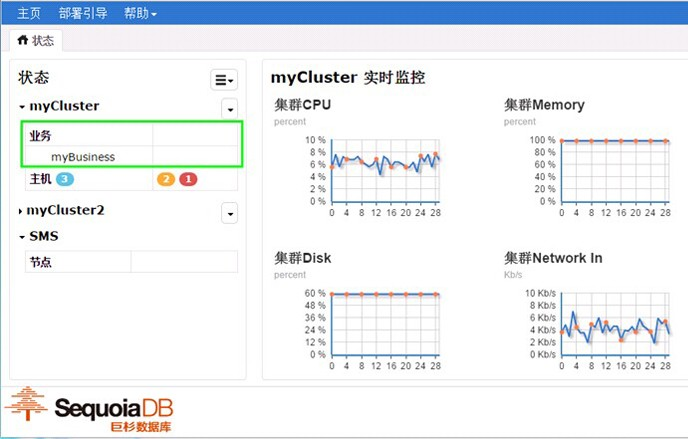 主页 部署引导 帮助
状态
状态
myCluster
业务
myBusiness
主机 3 2 1
myCluster2
SMS
节点
myCluster 实时监控
集群CPU
percent
10 %
8 %
6 %
4 %
2 %
0 %
0 4 8 12 16 20 24 28
集群Memory
percent
100 %
80 %
60 %
40 %
20 %
0 %
0 4 8 12 16 20 24 28
集群Disk
percent
60 %
48 %
36 %
24 %
12 %
0 %
0 4 8 12 16 20 24 28
集群Network In
Kb/s
10 Kb/s
8 Kb/s
6 Kb/s
4 Kb/s
2 Kb/s
0 Kb/s
0 4 8 12 16 20 24 28
SequoiaDB
巨杉数据库